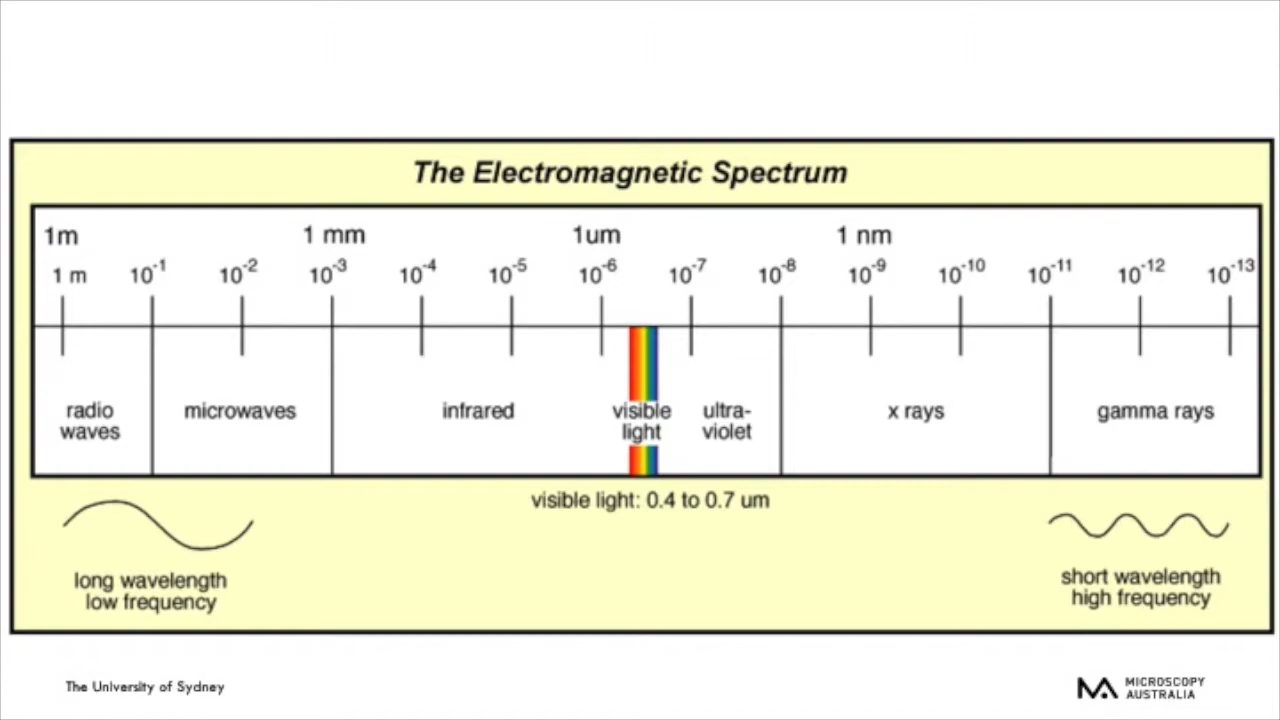 The Electromagnetic Spectrum
1m 1 mm 1um 1 nm
1 m 10⁻¹ 10⁻² 10⁻³ 10⁻⁴ 10⁻⁵ 10⁻⁶ 10⁻⁷ 10⁻⁸ 10⁻⁹ 10⁻¹⁰ 10⁻¹¹ 10⁻¹² 10⁻¹³
radio
waves
microwaves
infrared
visible
light
ultra-
violet
x rays
gamma rays
visible light: 0.4 to 0.7 um
long wavelength
low frequency
short wavelength
high frequency
The University of Sydney
MICROSCOPY
AUSTRALIA